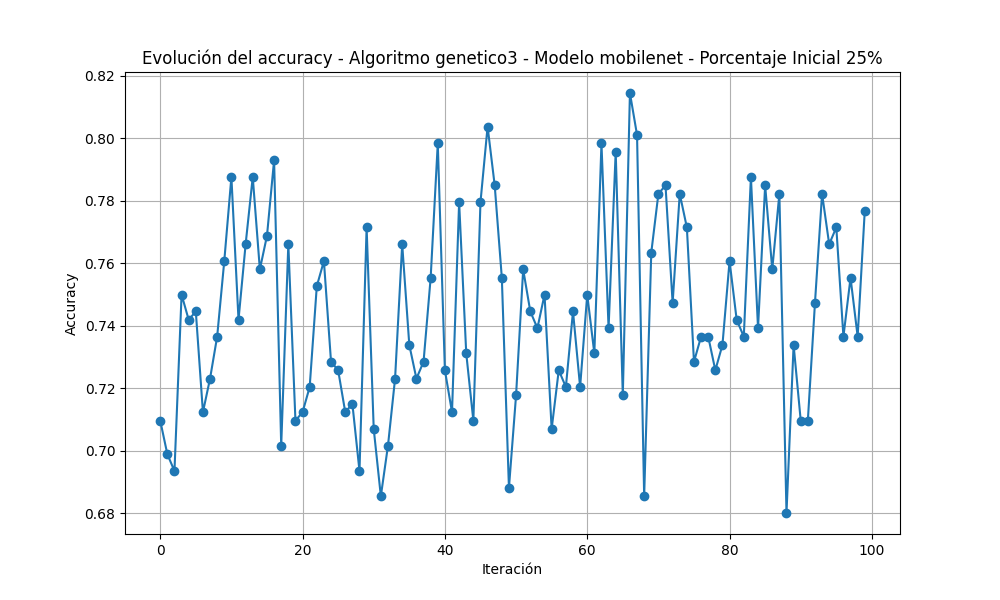 Evolución del accuracy - Algoritmo genetico3 - Modelo mobilenet - Porcentaje Inicial 25%
0.82
0.80
0.78
0.76
0.74
0.72
0.70
0.68
Accuracy
0 20 40 60 80 100
Iteración